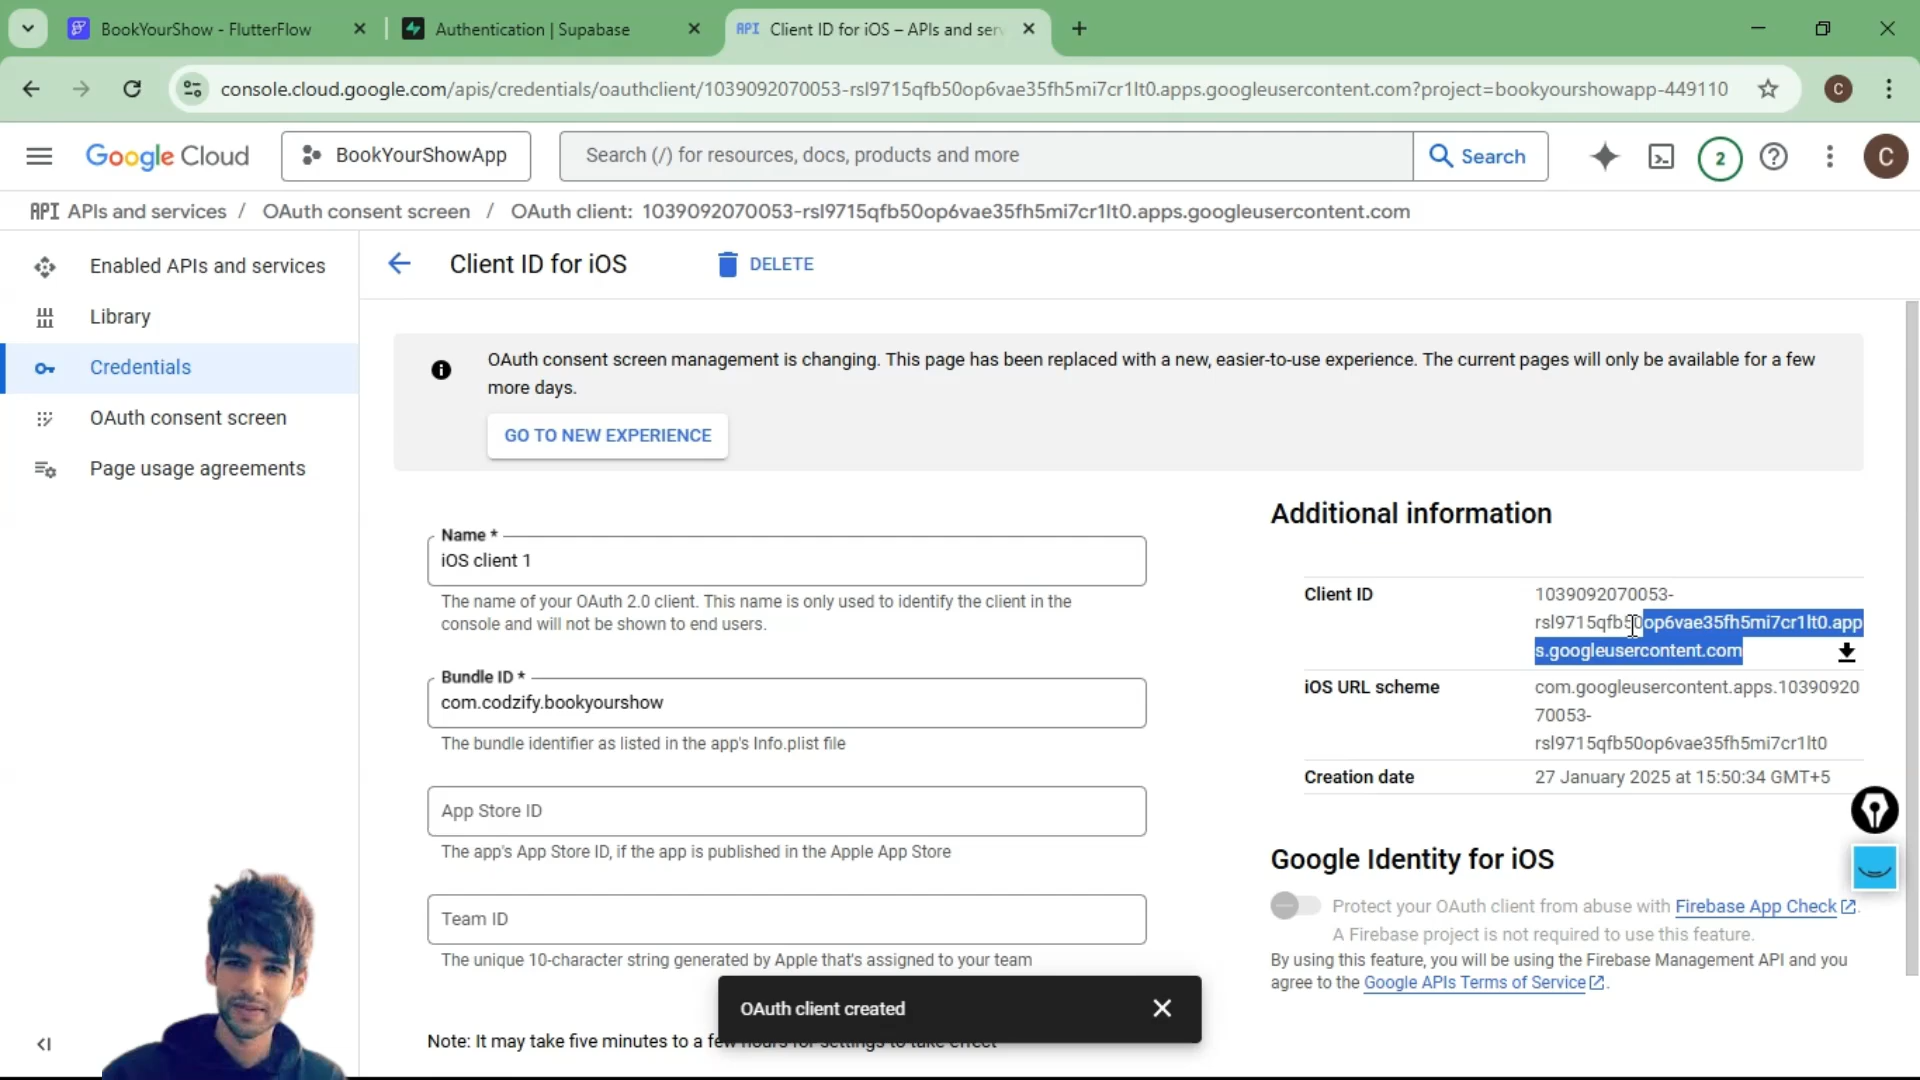 BookYourShow - FlutterFlow
Authentication | Supabase
API Client ID for iOS – APIs and serv
console.cloud.google.com/apis/credentials/oauthclient/1039092070053-rsl9715qfb50op6vae35fh5mi7cr1lt0.apps.googleusercontent.com?project=bookyourshowapp-449110
C
Google Cloud
BookYourShowApp
Search (/) for resources, docs, products and more
Search
2
C
API APIs and services / OAuth consent screen / OAuth client: 1039092070053-rsl9715qfb50op6vae35fh5mi7cr1lt0.apps.googleusercontent.com
Enabled APIs and services
Library
Credentials
OAuth consent screen
Page usage agreements
Client ID for iOS
DELETE
OAuth consent screen management is changing. This page has been replaced with a new, easier-to-use experience. The current pages will only be available for a few
more days.
GO TO NEW EXPERIENCE
Name *
iOS client 1
The name of your OAuth 2.0 client. This name is only used to identify the client in the
console and will not be shown to end users.
Bundle ID *
com.codzify.bookyourshow
The bundle identifier as listed in the app's Info.plist file
App Store ID
The app's App Store ID, if the app is published in the Apple App Store
Team ID
The unique 10-character string generated by Apple that's assigned to your team
Note: It may take five minutes to a few hours for settings to take effect
OAuth client created
Additional information
Client ID
1039092070053-
rsl9715qfb50op6vae35fh5mi7cr1lt0.app
s.googleusercontent.com
iOS URL scheme
com.googleusercontent.apps.10390920
70053-
rsl9715qfb50op6vae35fh5mi7cr1lt0
Creation date
27 January 2025 at 15:50:34 GMT+5
Google Identity for iOS
Protect your OAuth client from abuse with Firebase App Check.
A Firebase project is not required to use this feature.
By using this feature, you will be using the Firebase Management API and you
agree to the Google APIs Terms of Service.